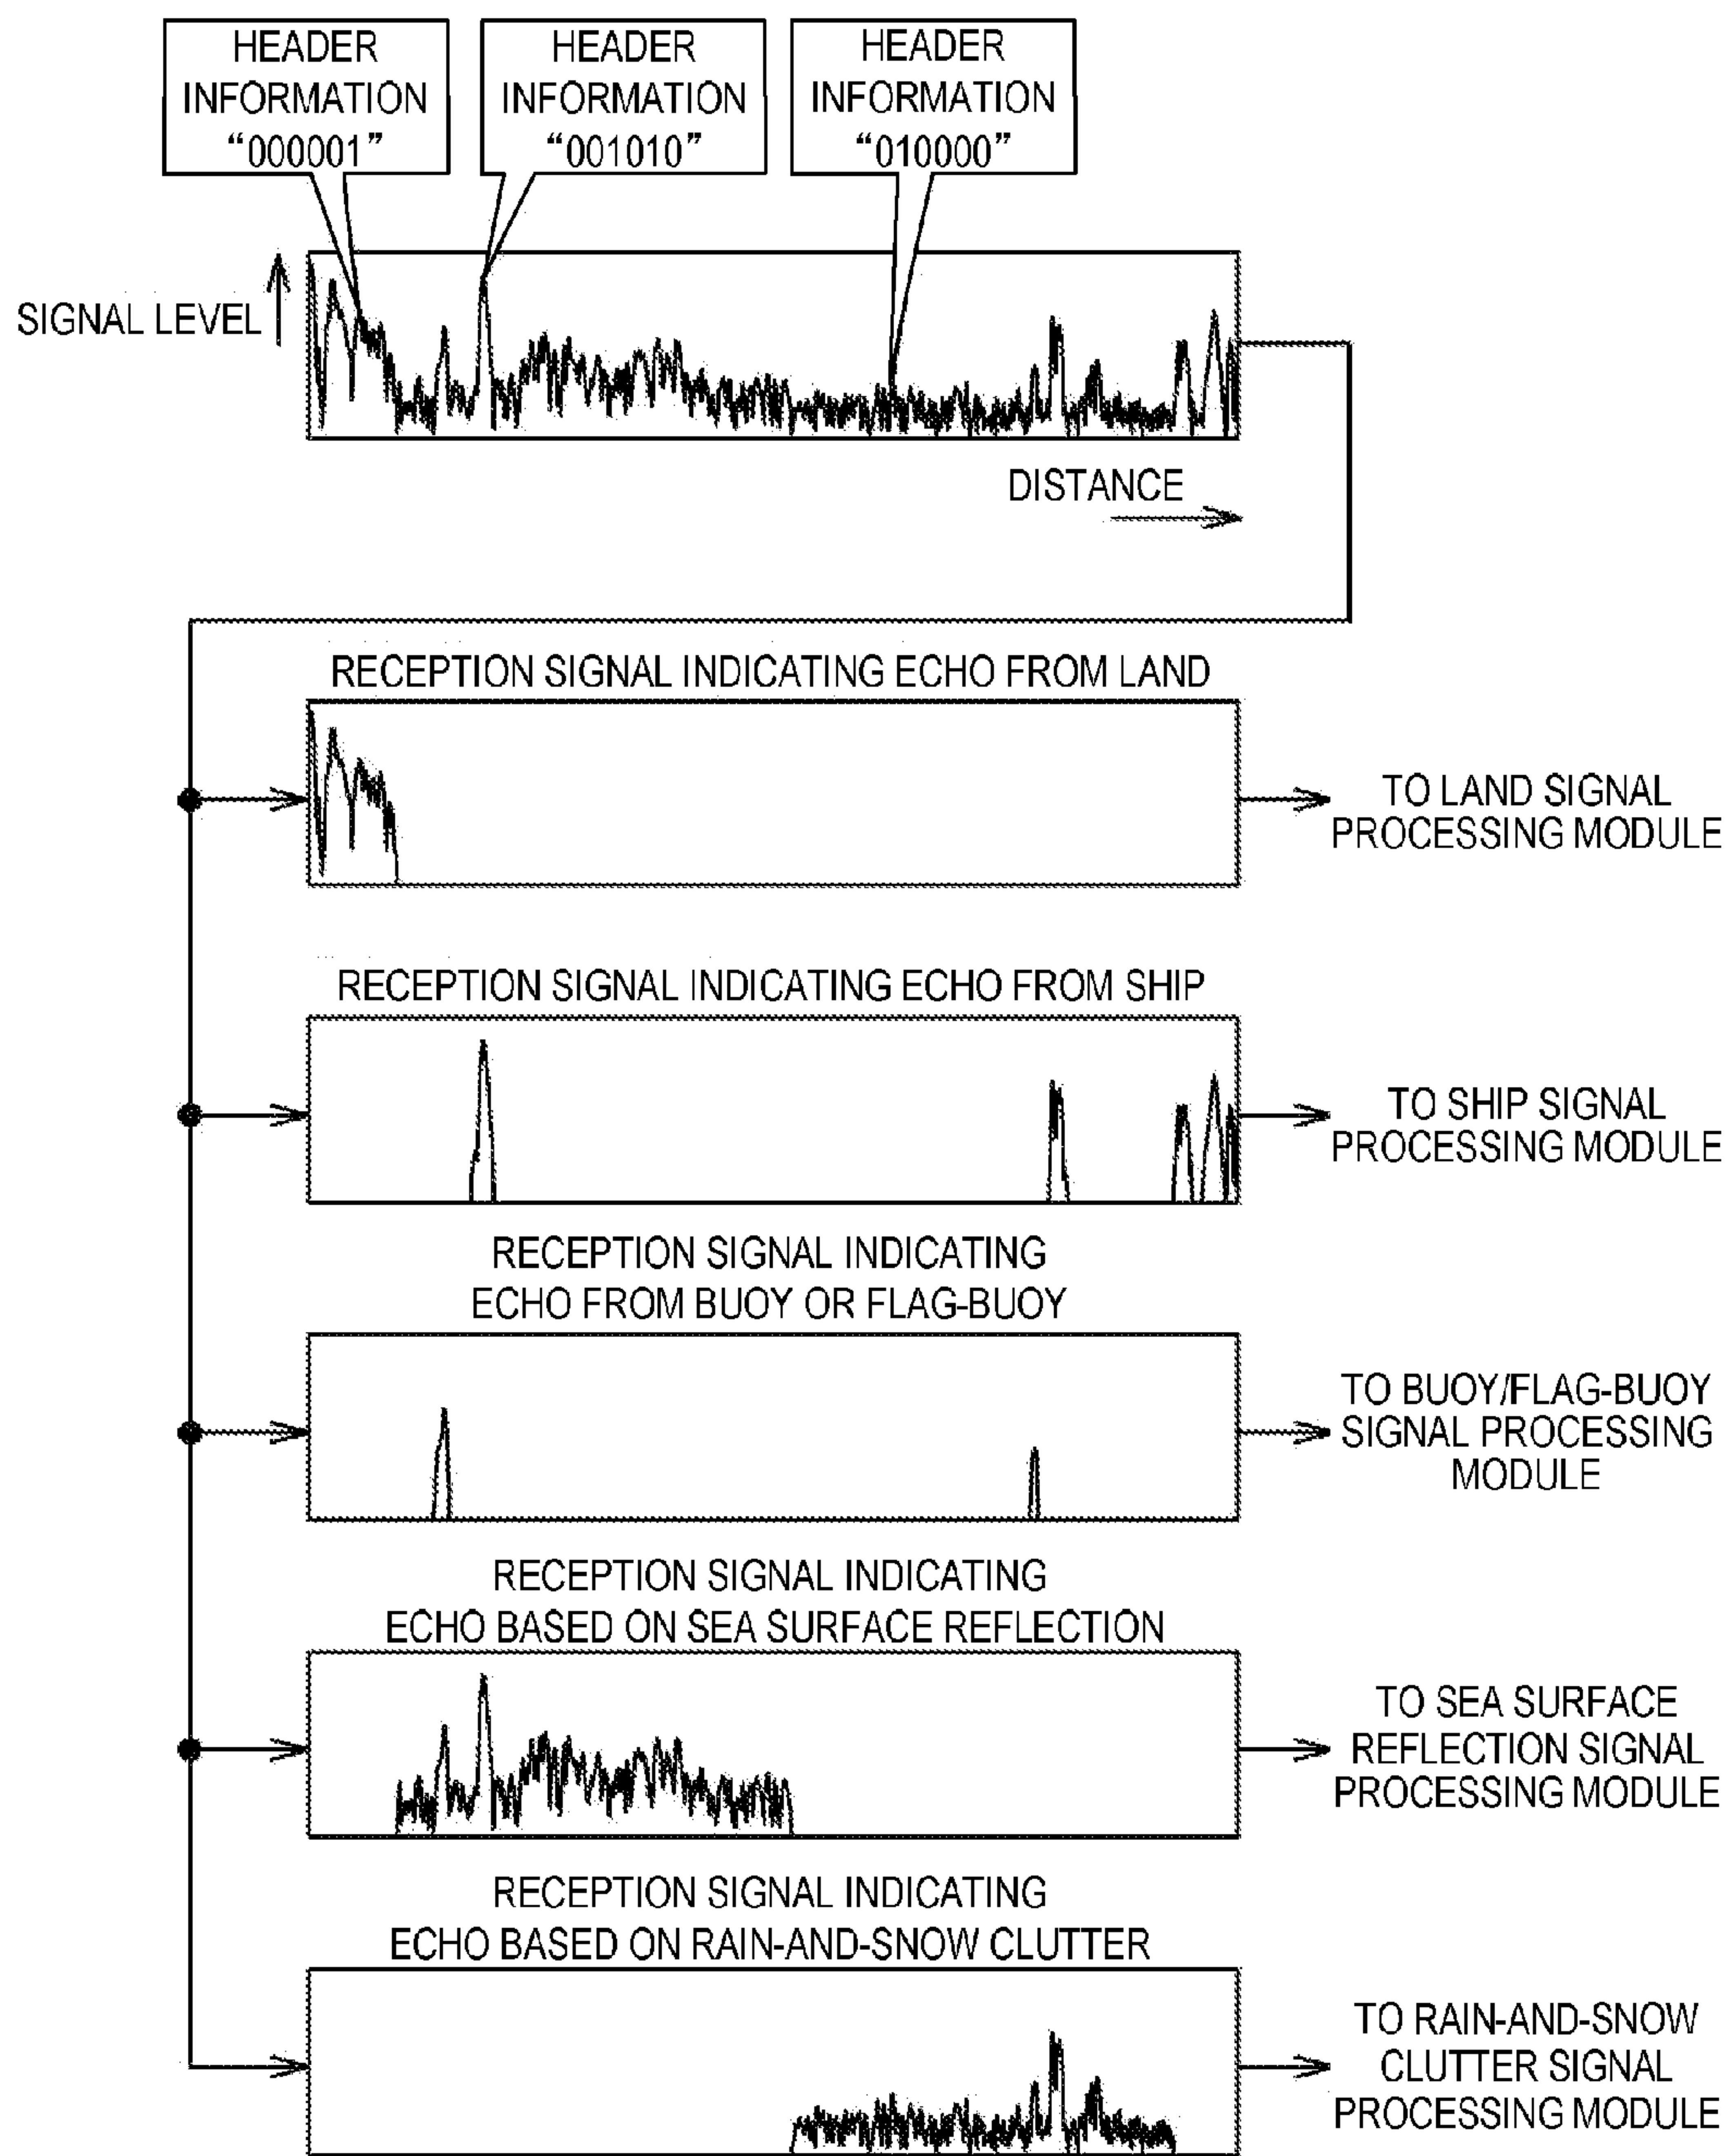 HEADER
INFORMATION
“000001”
HEADER
INFORMATION
“001010”
HEADER
INFORMATION
“010000”
SIGNAL LEVEL
DISTANCE
RECEPTION SIGNAL INDICATING ECHO FROM LAND
TO LAND SIGNAL
PROCESSING MODULE
RECEPTION SIGNAL INDICATING ECHO FROM SHIP
TO SHIP SIGNAL
PROCESSING MODULE
RECEPTION SIGNAL INDICATING
ECHO FROM BUOY OR FLAG-BUOY
TO BUOY/FLAG-BUOY
SIGNAL PROCESSING
MODULE
RECEPTION SIGNAL INDICATING
ECHO BASED ON SEA SURFACE REFLECTION
TO SEA SURFACE
REFLECTION SIGNAL
PROCESSING MODULE
RECEPTION SIGNAL INDICATING
ECHO BASED ON RAIN-AND-SNOW CLUTTER
TO RAIN-AND-SNOW
CLUTTER SIGNAL
PROCESSING MODULE